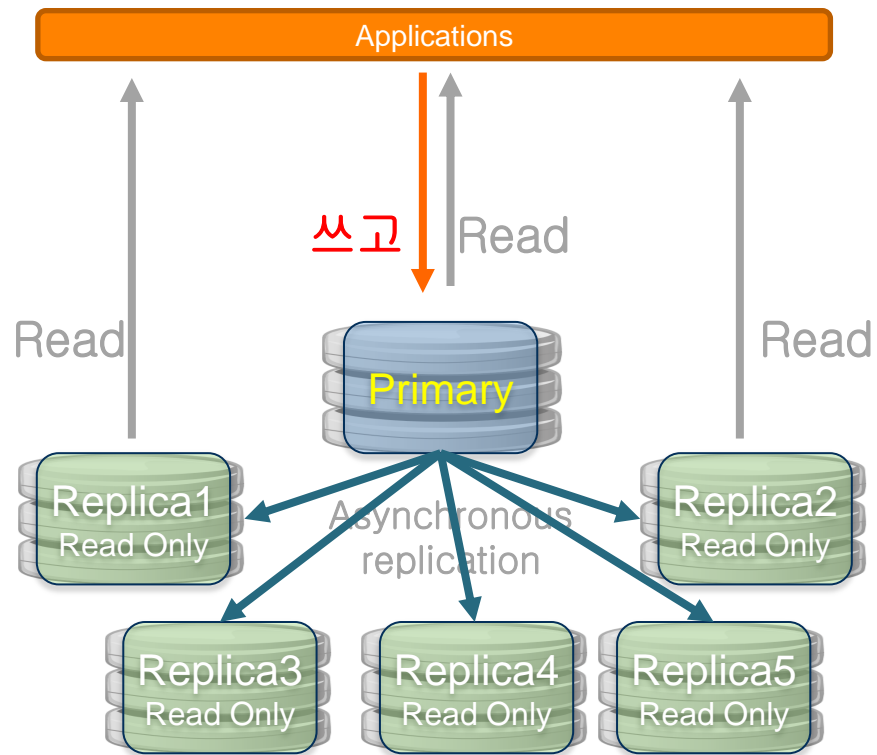 Applications
쓰고
Read
Read
Read
Primary
Replica1
Read Only
Asynchronous
replication
Replica2
Read Only
Replica3
Read Only
Replica4
Read Only
Replica5
Read Only